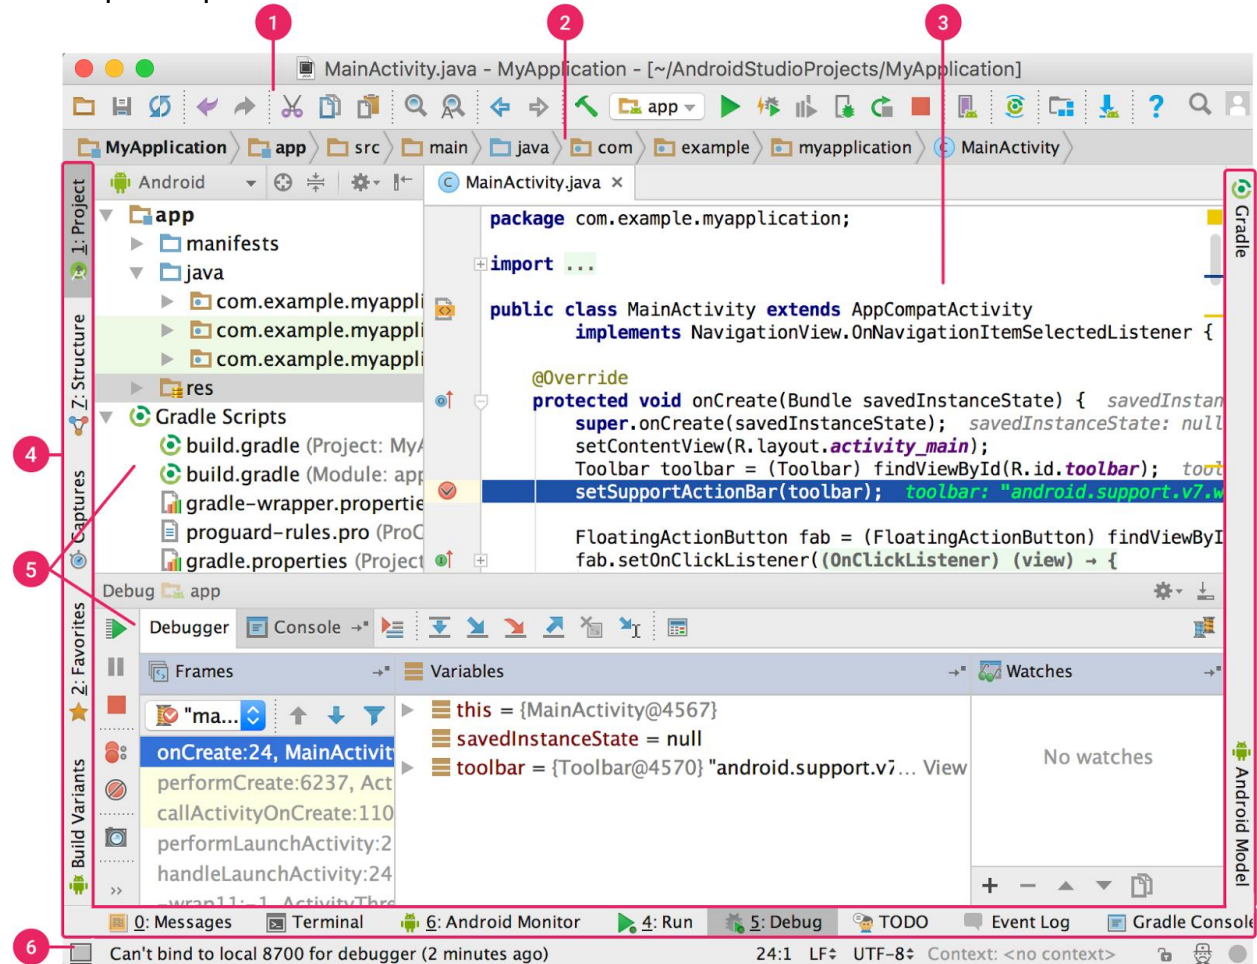 1
2
3
MainActivity.java - MyApplication - [~/AndroidStudioProjects/MyApplication]
app
?
MyApplication app src main java com example myapplication C MainActivity
1: Project
Z: Structure
Captures
2: Favorites
Build Variants
Android
app
manifests
java
com.example.myappli
com.example.myappli
com.example.myappli
res
Gradle Scripts
build.gradle (Project: MyA
build.gradle (Module: app
gradle-wrapper.propertie
proguard-rules.pro (ProC
gradle.properties (Project
4
5
C MainActivity.java ×
package com.example.myapplication;
import ...
public class MainActivity extends AppCompatActivity
implements NavigationView.OnNavigationItemSelectedListener {
@Override
protected void onCreate(Bundle savedInstanceState) { savedInstan
super.onCreate(savedInstanceState); savedInstanceState: null
setContentView(R.layout.activity_main);
Toolbar toolbar = (Toolbar) findViewById(R.id.toolbar); tool
setSupportActionBar(toolbar); toolbar: "android.support.v7.w
FloatingActionButton fab = (FloatingActionButton) findViewByI
fab.setOnClickListener((OnClickListener) (view) → {
Gradle
Android Model
Debug app
Debugger Console
Frames
"ma...
onCreate:24, MainActivit
performCreate:6237, Act
callActivityOnCreate:110
performLaunchActivity:2
handleLaunchActivity:24
-wrap11:-1, ActivityThre
Variables
this = {MainActivity@4567}
savedInstanceState = null
toolbar = {Toolbar@4570} "android.support.v7... View
Watches
No watches
0: Messages Terminal 6: Android Monitor 4: Run 5: Debug TODO Event Log Gradle Console
6
Can't bind to local 8700 for debugger (2 minutes ago) 24:1 LF UTF-8 Context: <no context>